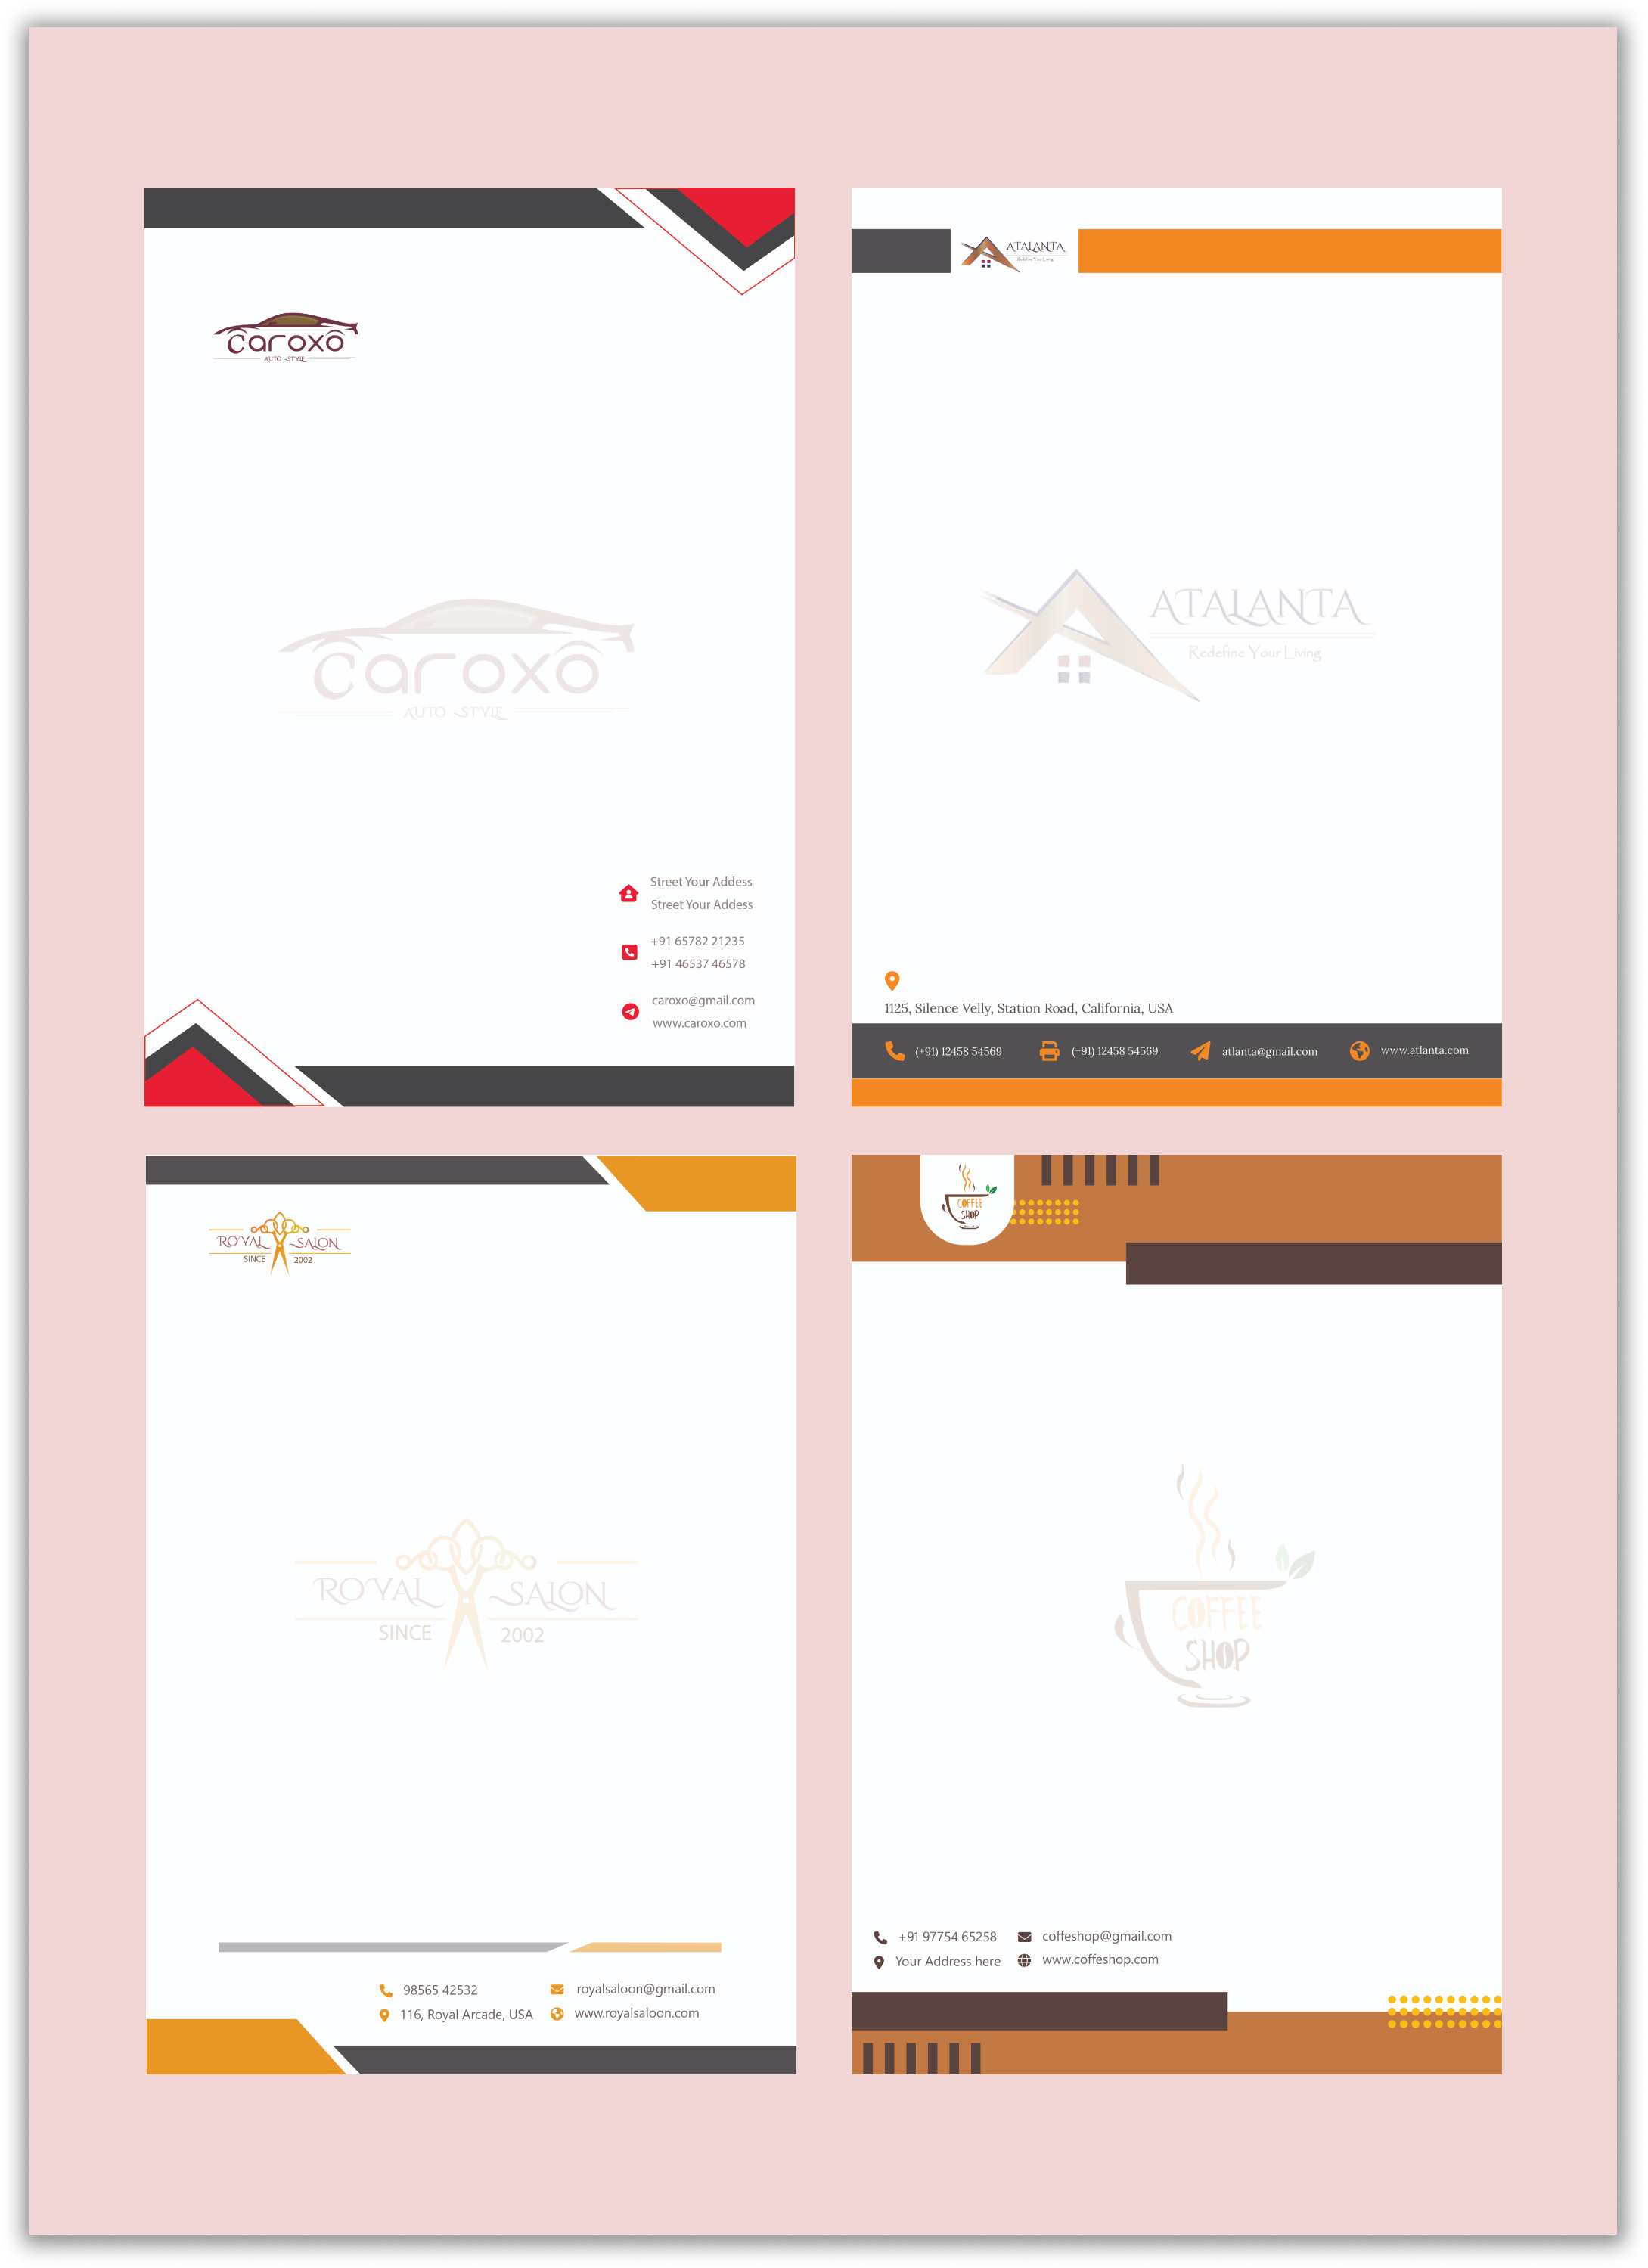 caroxo
AUTO STYLE
caroxo
AUTO STYLE
Street Your Addess
Street Your Addess
+91 65782 21235
+91 46537 46578
caroxo@gmail.com
www.caroxo.com
ATALANTA
Redefine Your Living
ATALANTA
Redefine Your Living
1125, Silence Velly, Station Road, California, USA
(+91) 12458 54569 (+91) 12458 54569 atlanta@gmail.com www.atlanta.com
ROYAL SALON
SINCE 2002
ROYAL SALON
SINCE 2002
98565 42532 royalsaloon@gmail.com
116, Royal Arcade, USA www.royalsaloon.com
COFFEE
SHOP
COFFEE
SHOP
+91 97754 65258 coffeshop@gmail.com
Your Address here www.coffeshop.com